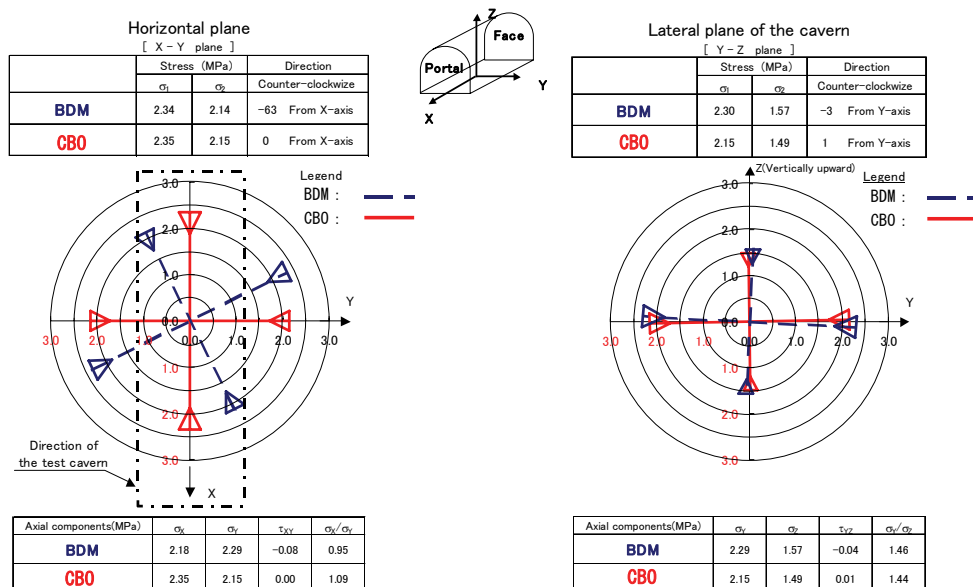 Horizontal plane
[ X - Y plane ]
Stress (MPa) Direction
σ1 σ2 Counter-clockwize
BDM 2.34 2.14 -63 From X-axis
CBO 2.35 2.15 0 From X-axis
Z
Face
Portal
Y
X
Lateral plane of the cavern
[ Y - Z plane ]
Stress (MPa) Direction
σ1 σ2 Counter-clockwize
BDM 2.30 1.57 -3 From Y-axis
CBO 2.15 1.49 1 From Y-axis
Legend
BDM :
CBO :
3.0
2.0
1.0
0.0
Y
3.0 2.0 0.0 1.0 2.0 3.0
1.0
2.0
3.0
X
Direction of
the test cavern
Z(Vertically upward)
Legend
BDM :
CBO :
3.0
2.0
1.0
0.0
Y
3.0 2.0 1.0 0.0 1.0 2.0 3.0
1.0
2.0
3.0
Axial components(MPa) σX σY τXY σX/σY
BDM 2.18 2.29 -0.08 0.95
CBO 2.35 2.15 0.00 1.09
Axial components(MPa) σY σZ τYZ σY/σZ
BDM 2.29 1.57 -0.04 1.46
CBO 2.15 1.49 0.01 1.44